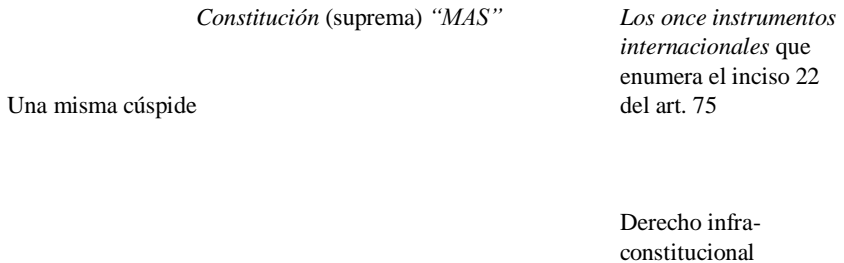 Constitución (suprema) “MAS”
Los once instrumentos
internacionales que
enumera el inciso 22
del art. 75
Una misma cúspide
Derecho infra-
constitucional